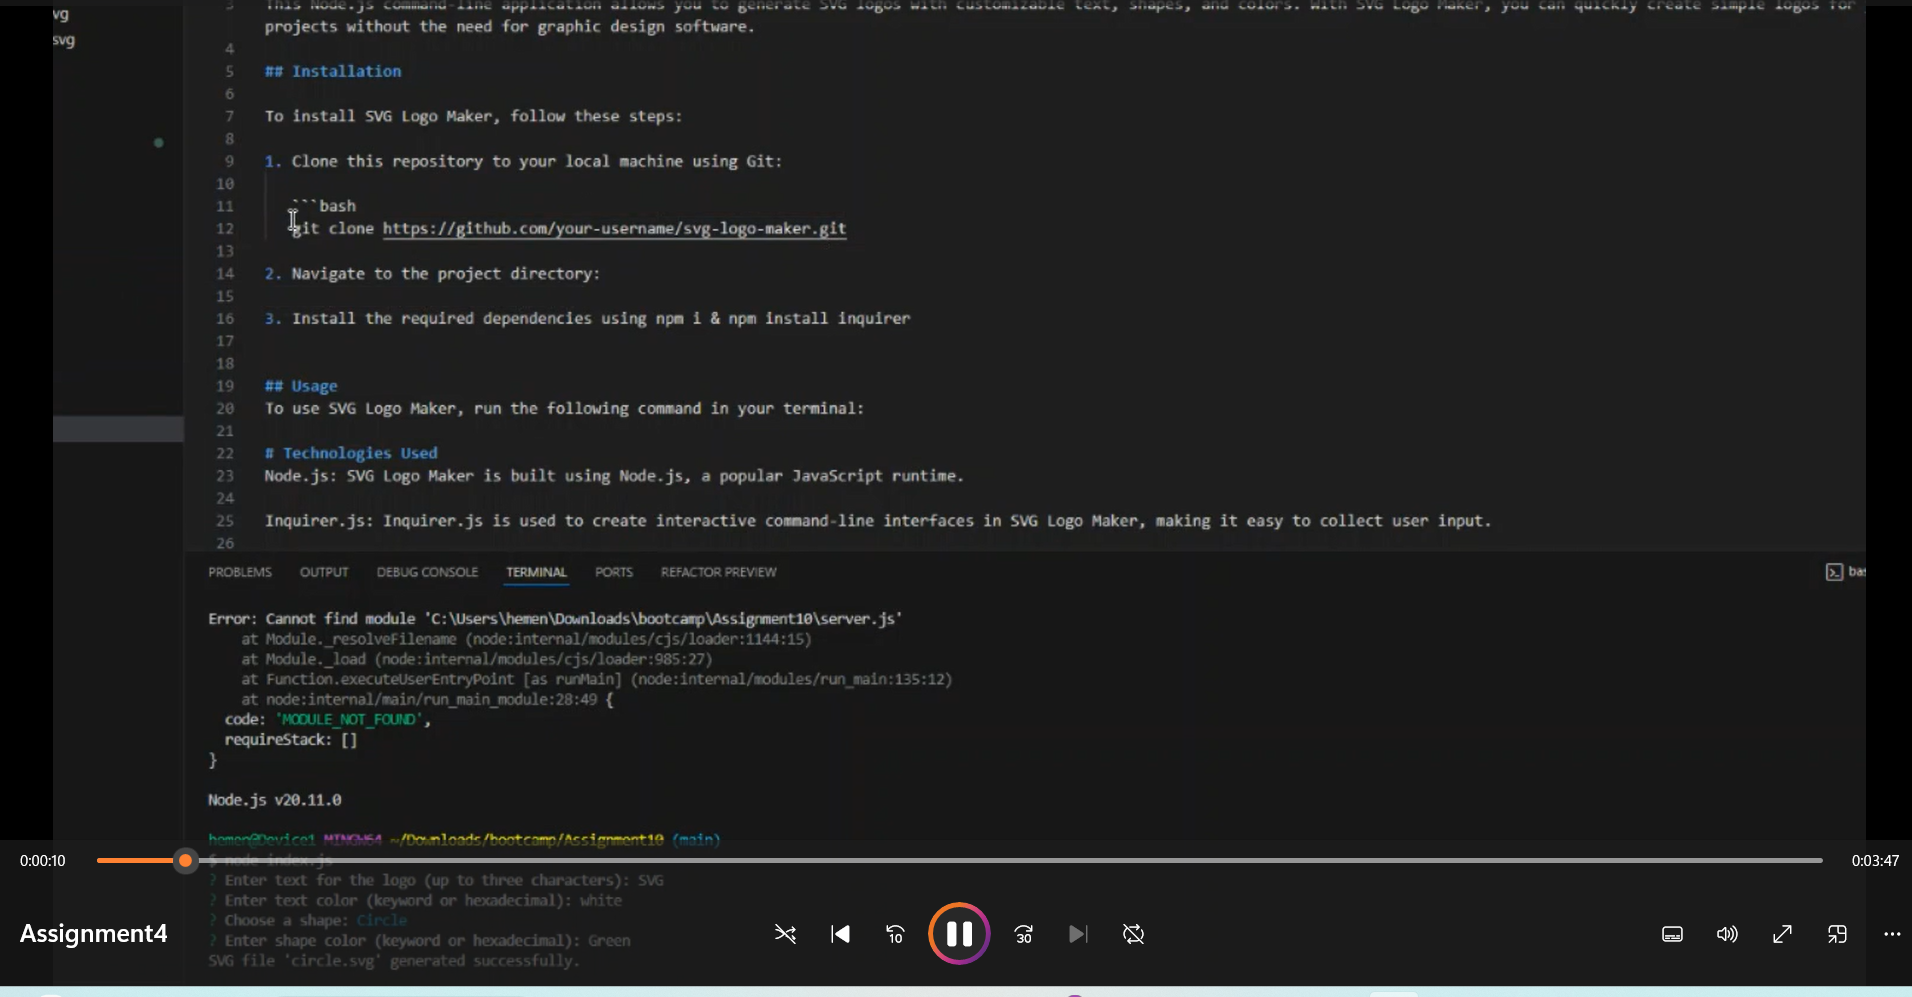 vg
svg
3 This Node.js command-line application allows you to generate SVG logos with customizable text, shapes, and colors. With SVG Logo Maker, you can quickly create simple logos for
projects without the need for graphic design software.
4
5 ## Installation
6
7 To install SVG Logo Maker, follow these steps:
8
9 1. Clone this repository to your local machine using Git:
10
11 ```bash
12 git clone https://github.com/your-username/svg-logo-maker.git
13
14 2. Navigate to the project directory:
15
16 3. Install the required dependencies using npm i & npm install inquirer
17
18
19 ## Usage
20 To use SVG Logo Maker, run the following command in your terminal:
21
22 # Technologies Used
23 Node.js: SVG Logo Maker is built using Node.js, a popular JavaScript runtime.
24
25 Inquirer.js: Inquirer.js is used to create interactive command-line interfaces in SVG Logo Maker, making it easy to collect user input.
26
PROBLEMS OUTPUT DEBUG CONSOLE TERMINAL PORTS REFACTOR PREVIEW bas
Error: Cannot find module 'C:\Users\hemen\Downloads\bootcamp\Assignment10\server.js'
at Module._resolveFilename (node:internal/modules/cjs/loader:1144:15)
at Module._load (node:internal/modules/cjs/loader:985:27)
at Function.executeUserEntryPoint [as runMain] (node:internal/modules/run_main:135:12)
at node:internal/main/run_main_module:28:49 {
code: 'MODULE_NOT_FOUND',
requireStack: []
}
Node.js v20.11.0
hemen@Device1 MINGW64 ~/Downloads/bootcamp/Assignment10 (main)
$ node index.js
? Enter text for the logo (up to three characters): SVG
? Enter text color (keyword or hexadecimal): white
? Choose a shape: Circle
? Enter shape color (keyword or hexadecimal): Green
SVG file 'circle.svg' generated successfully.
0:00:10
0:03:47
Assignment4
10
30